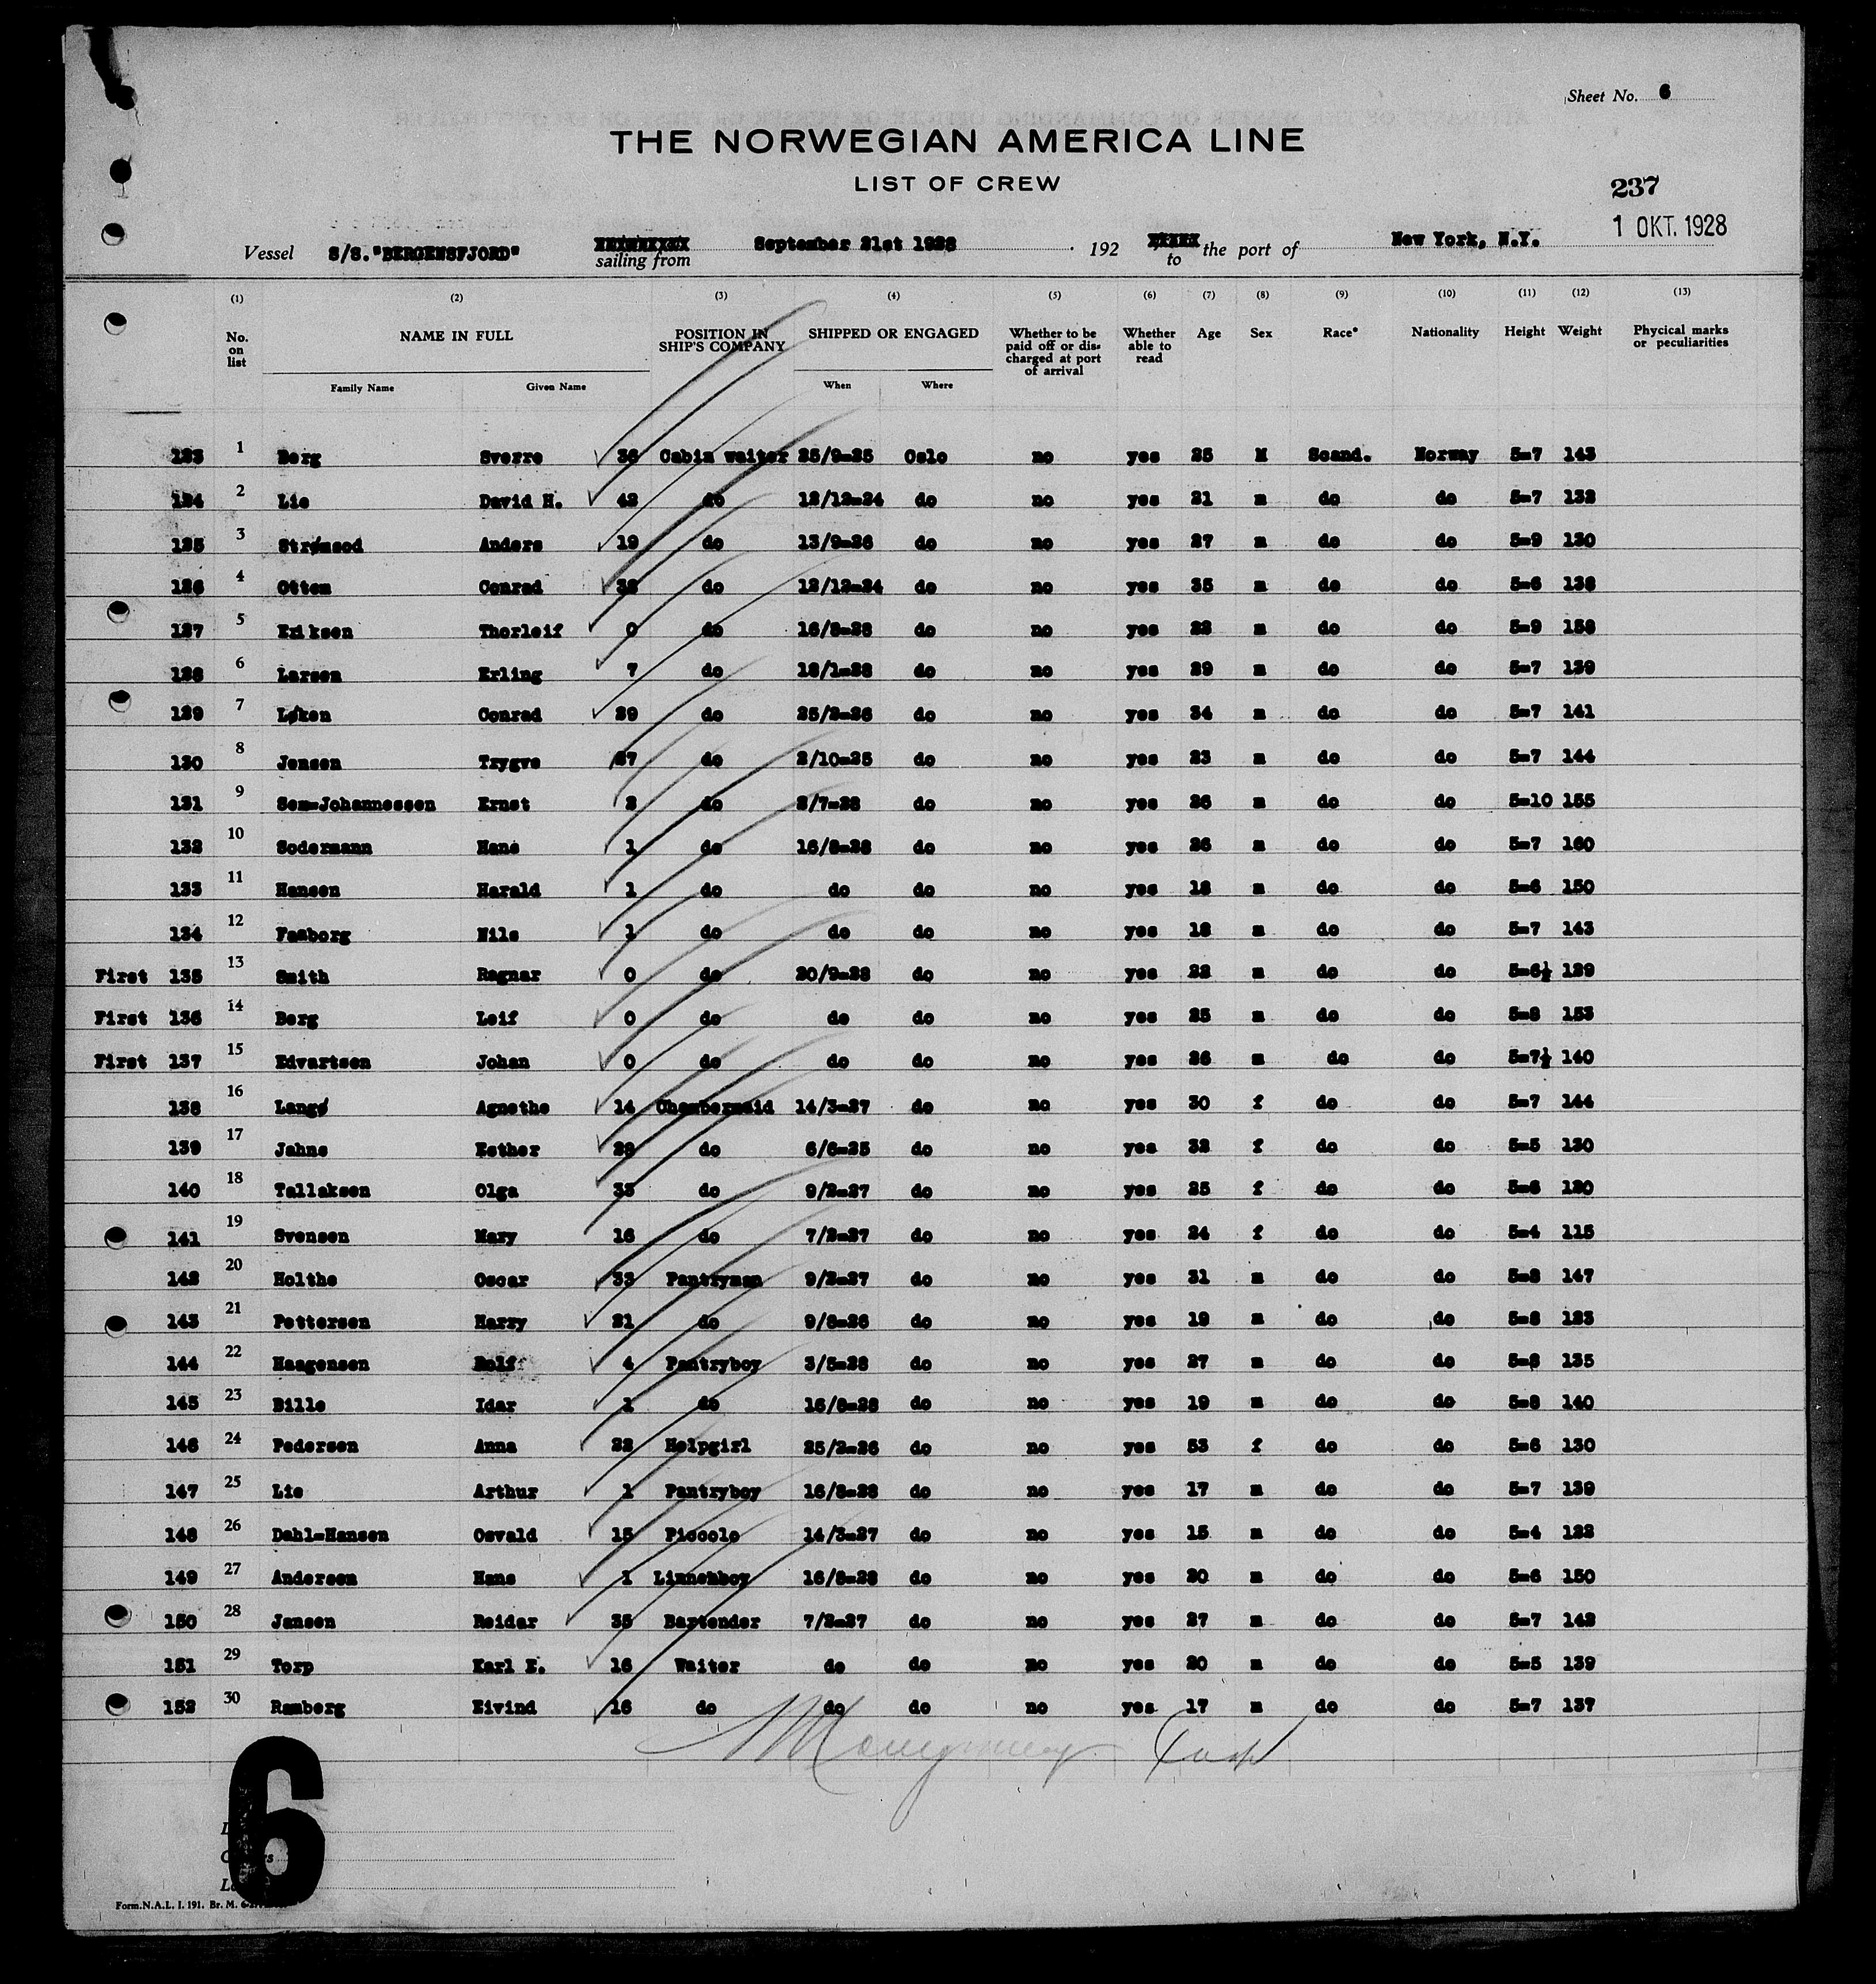 Sheet No. 6
THE NORWEGIAN AMERICA LINE
LIST OF CREW
237
1 OKT. 1928
Vessel S/S. "BERGENSFJORD" sailing from September 21st 1928 192 to the port of New York, N.Y.
(1) (2) (3) (4) (5) (6) (7) (8) (9) (10) (11) (12) (13)
No. on list NAME IN FULL POSITION IN SHIP'S COMPANY SHIPPED OR ENGAGED Whether to be paid off or dis- charged at port of arrival Whether able to read Age Sex Race* Nationality Height Weight Phycical marks or peculiarities
Family Name Given Name When Where
123 1 Berg Sverre 36 Cabin waiter 25/9-25 Oslo no yes 25 M Scand. Norway 5-7 143
124 2 Lie David H. 42 do 12/12-24 do no yes 21 m do do 5-7 132
125 3 Strømsod Anders 19 do 13/9-26 do no yes 27 m do do 5-9 130
126 4 Otten Conrad 38 do 12/12-24 do no yes 35 m do do 5-6 138
127 5 Eriksen Thorleif 0 do 16/8-28 do no yes 22 m do do 5-9 158
128 6 Larsen Erling 7 do 18/1-28 do no yes 29 m do do 5-7 139
129 7 Løken Conrad 29 do 25/2-26 do no yes 34 m do do 5-7 141
130 8 Jensen Trygve 37 do 2/10-25 do no yes 23 m do do 5-7 144
131 9 Sem-Johannessen Ernst 2 do 2/7-28 do no yes 26 m do do 5-10 155
132 10 Sodermann Hans 1 do 16/8-28 do no yes 26 m do do 5-7 160
133 11 Hansen Harald 1 do do do no yes 18 m do do 5-6 150
134 12 Faaborg Nils 1 do do do no yes 18 m do do 5-7 143
First 135 13 Smith Ragnar 0 do 20/9-28 do no yes 22 m do do 5-6½ 129
First 136 14 Berg Leif 0 do do do no yes 25 m do do 5-8 153
First 137 15 Edvartsen Johan 0 do do do no yes 26 m do do 5-7½ 140
138 16 Langø Agnethe 14 Chambermaid 14/3-27 do no yes 30 f do do 5-7 144
139 17 Jahns Esther 28 do 6/6-25 do no yes 32 f do do 5-5 130
140 18 Tallaksen Olga 33 do 9/2-27 do no yes 25 f do do 5-6 120
141 19 Svensen Mary 16 do 7/2-27 do no yes 24 f do do 5-4 115
142 20 Holthe Oscar 33 Pantryman 9/2-27 do no yes 31 m do do 5-8 147
143 21 Pettersen Harry 21 do 9/8-26 do no yes 19 m do do 5-8 123
144 22 Haagensen Rolf 4 Pantryboy 3/5-28 do no yes 27 m do do 5-8 135
145 23 Bille Idar 1 do 16/8-28 do no yes 19 m do do 5-8 140
146 24 Pedersen Anna 22 Helpgirl 25/2-26 do no yes 53 f do do 5-6 130
147 25 Lie Arthur 1 Pantryboy 16/8-28 do no yes 17 m do do 5-7 139
148 26 Dahl-Hansen Osvald 15 Piccolo 14/3-27 do no yes 15 m do do 5-4 122
149 27 Andersen Hans 1 Linnenboy 16/8-28 do no yes 20 m do do 5-6 150
150 28 Jansen Reidar 35 Bartender 7/2-27 do no yes 27 m do do 5-7 142
151 29 Torp Karl E. 16 Waiter do do no yes 20 m do do 5-5 139
152 30 Ramberg Eivind 16 do do do no yes 17 m do do 5-7 137
6
Form.N.A.L. I. 191. Br. M.